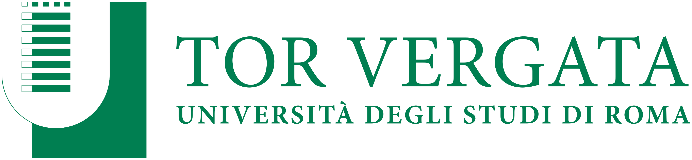 TOR VERGATA
UNIVERSITÀ DEGLI STUDI DI ROMA